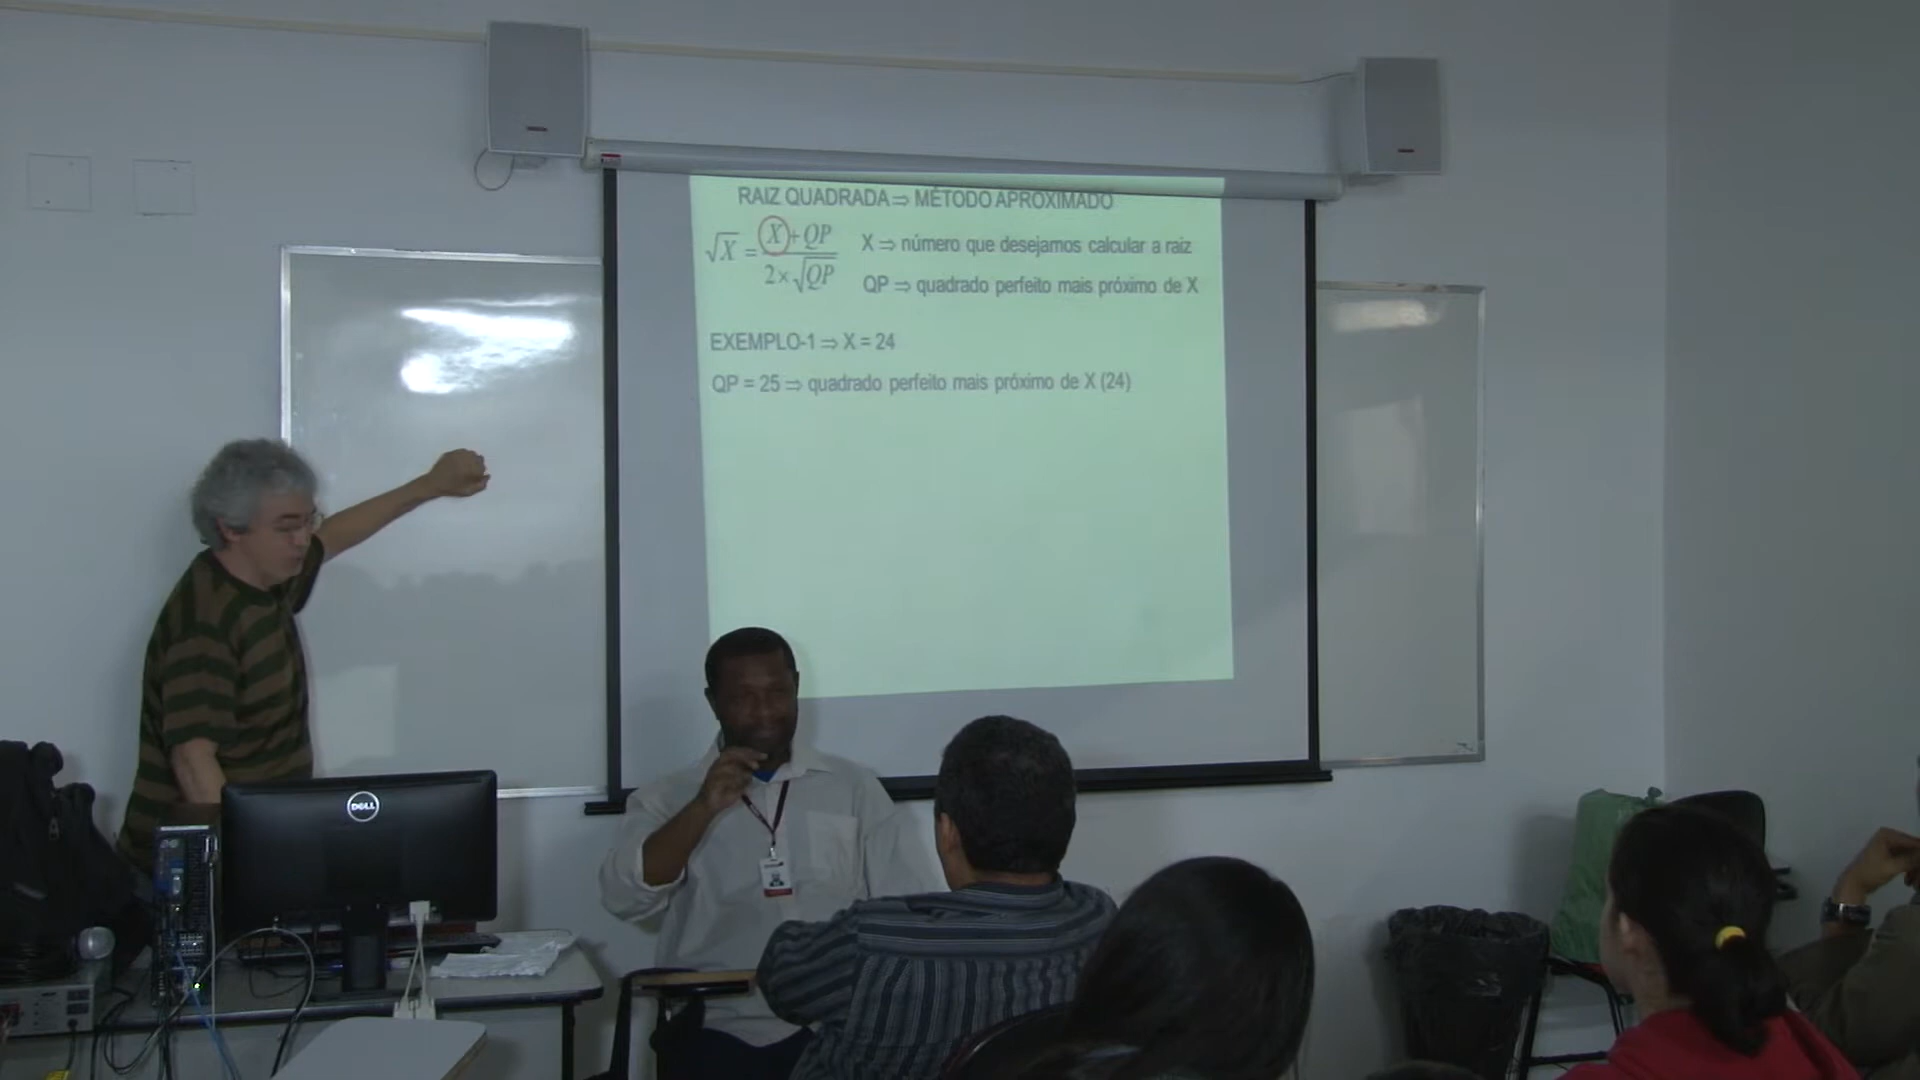 RAIZ QUADRADA ⇒ MÉTODO APROXIMADO
√X = (X + QP) / (2 × √QP)
X ⇒ número que desejamos calcular a raiz
QP ⇒ quadrado perfeito mais próximo de X
EXEMPLO-1 ⇒ X = 24
QP = 25 ⇒ quadrado perfeito mais próximo de X (24)
DELL